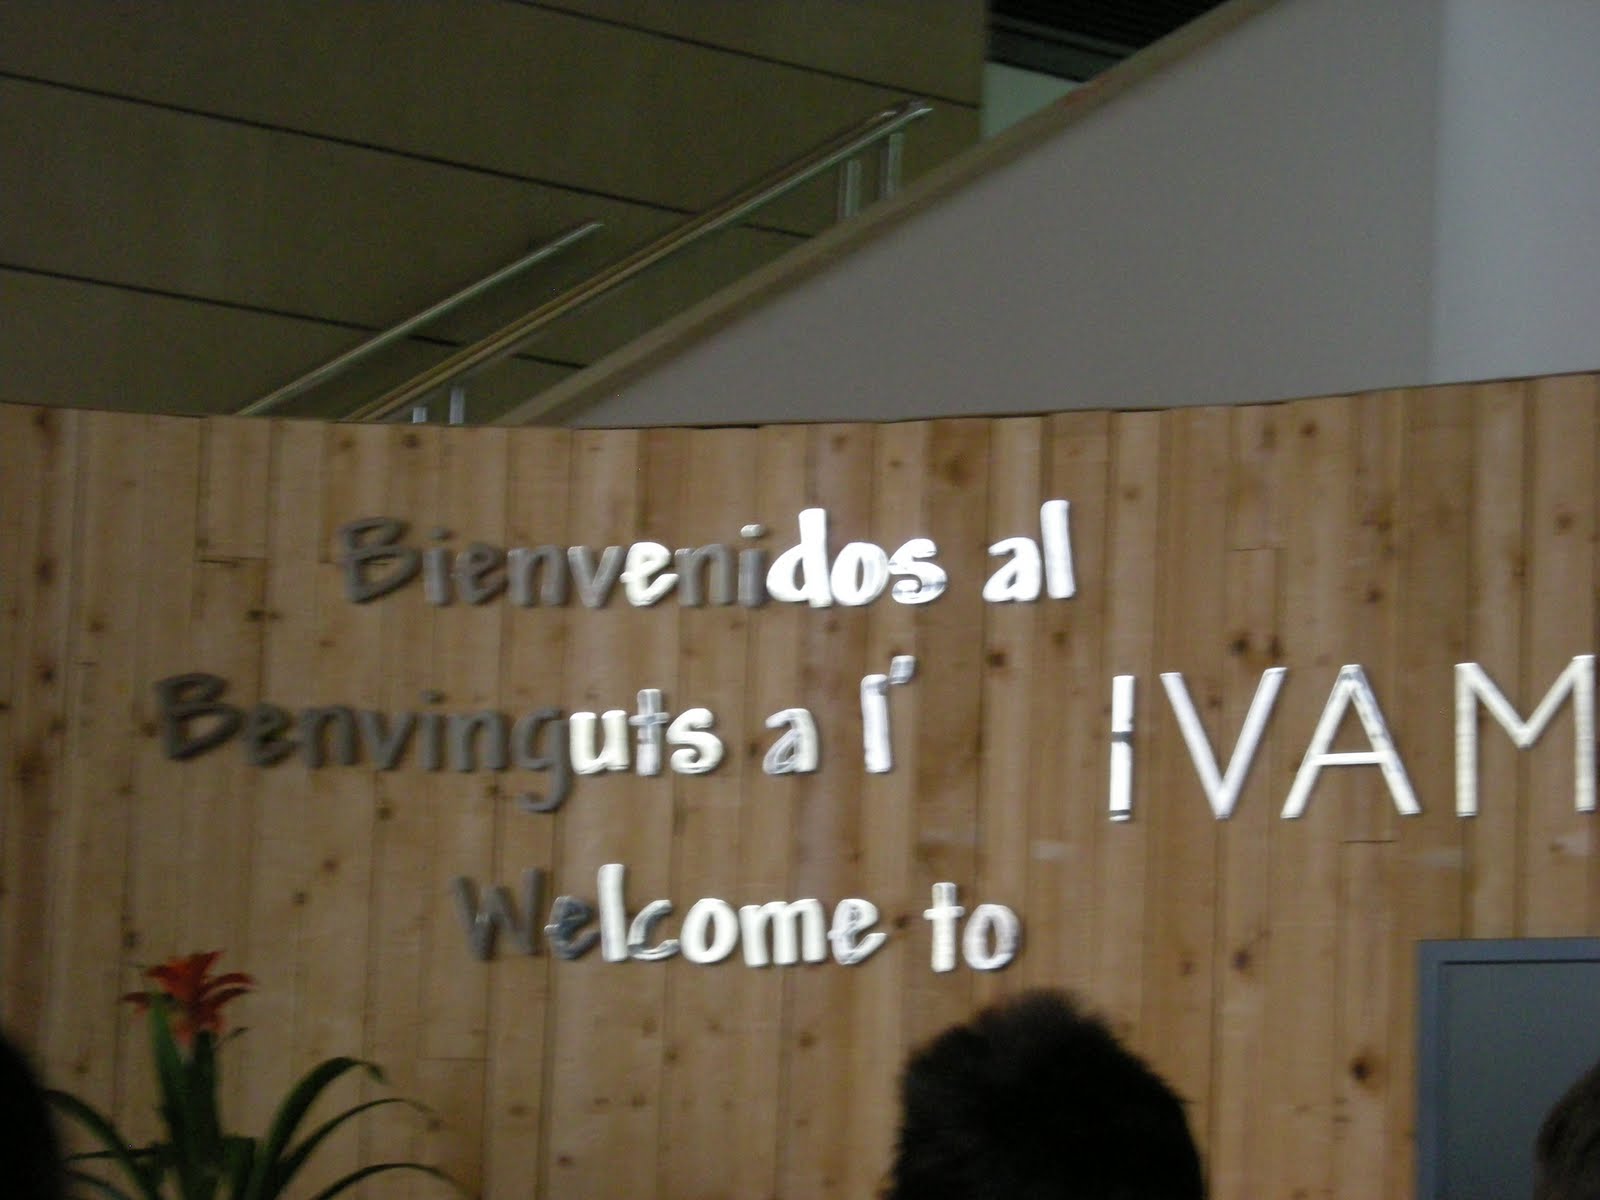 Bienvenidos al
Benvinguts a l' IVAM
Welcome to